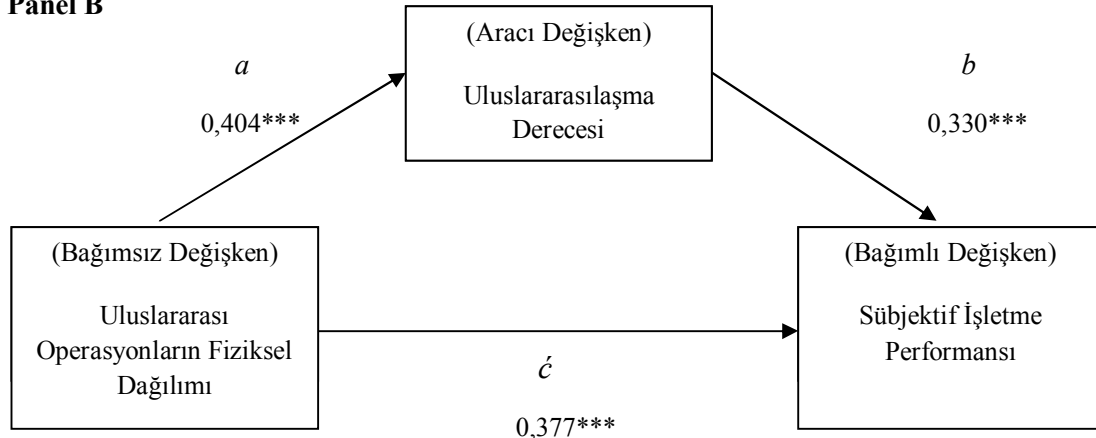 Panel B
(Aracı Değişken)
Uluslararasılaşma
Derecesi
a
0,404***
b
0,330***
(Bağımsız Değişken)
Uluslararası
Operasyonların Fiziksel
Dağılımı
(Bağımlı Değişken)
Sübjektif İşletme
Performansı
ć
0,377***